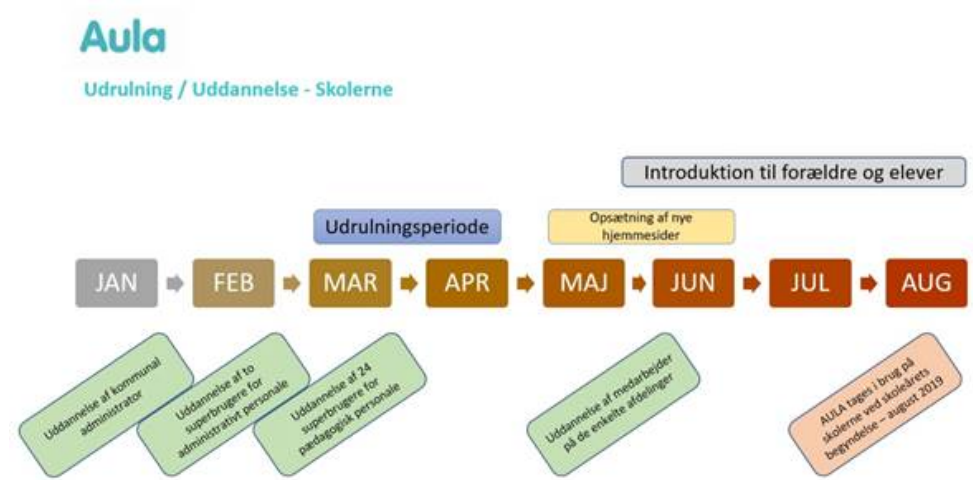 Aula
Udrulning / Uddannelse - Skolerne
Introduktion til forældre og elever
Udrulningsperiode
Opsætning af nye
hjemmesider
JAN
FEB
MAR
APR
MAJ
JUN
JUL
AUG
Uddannelse af kommunal
administrator
Uddannelse af to
superbrugere for
administrativt personale
Uddannelse af 24
superbrugere for
pædagogisk personale
Uddannelse af medarbejder
på de enkelte afdelinger
AULA tages i brug på
skolerne ved skoleårets
begyndelse – august 2019